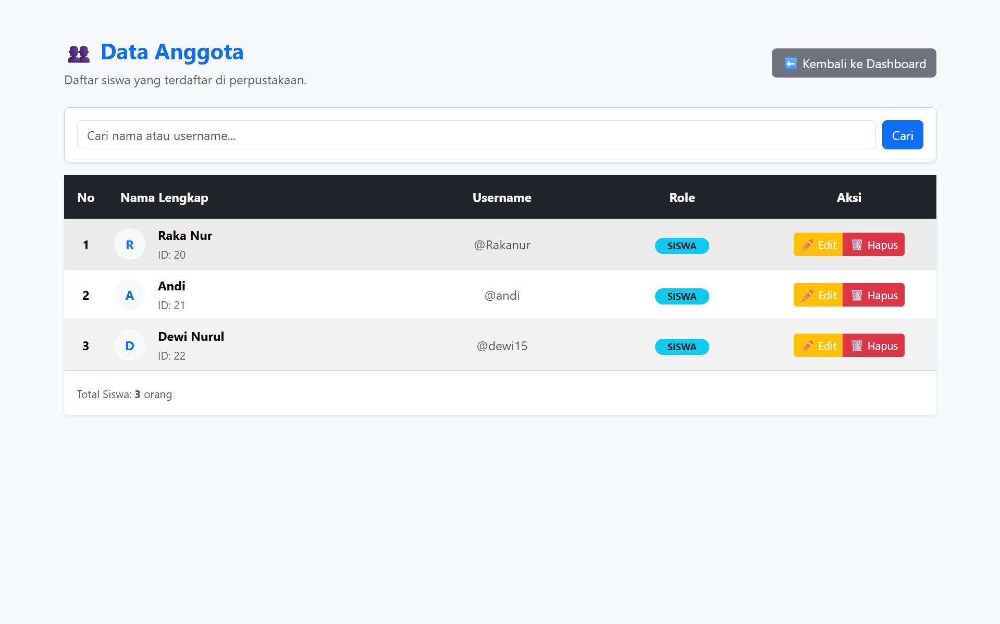 Data Anggota
Daftar siswa yang terdaftar di perpustakaan.
Kembali ke Dashboard
Cari nama atau username...
Cari
No Nama Lengkap Username Role Aksi
1 R Raka Nur @Rakanur SISWA Edit Hapus
ID: 20
2 A Andi @andi SISWA Edit Hapus
ID: 21
3 D Dewi Nurul @dewi15 SISWA Edit Hapus
ID: 22
Total Siswa: 3 orang